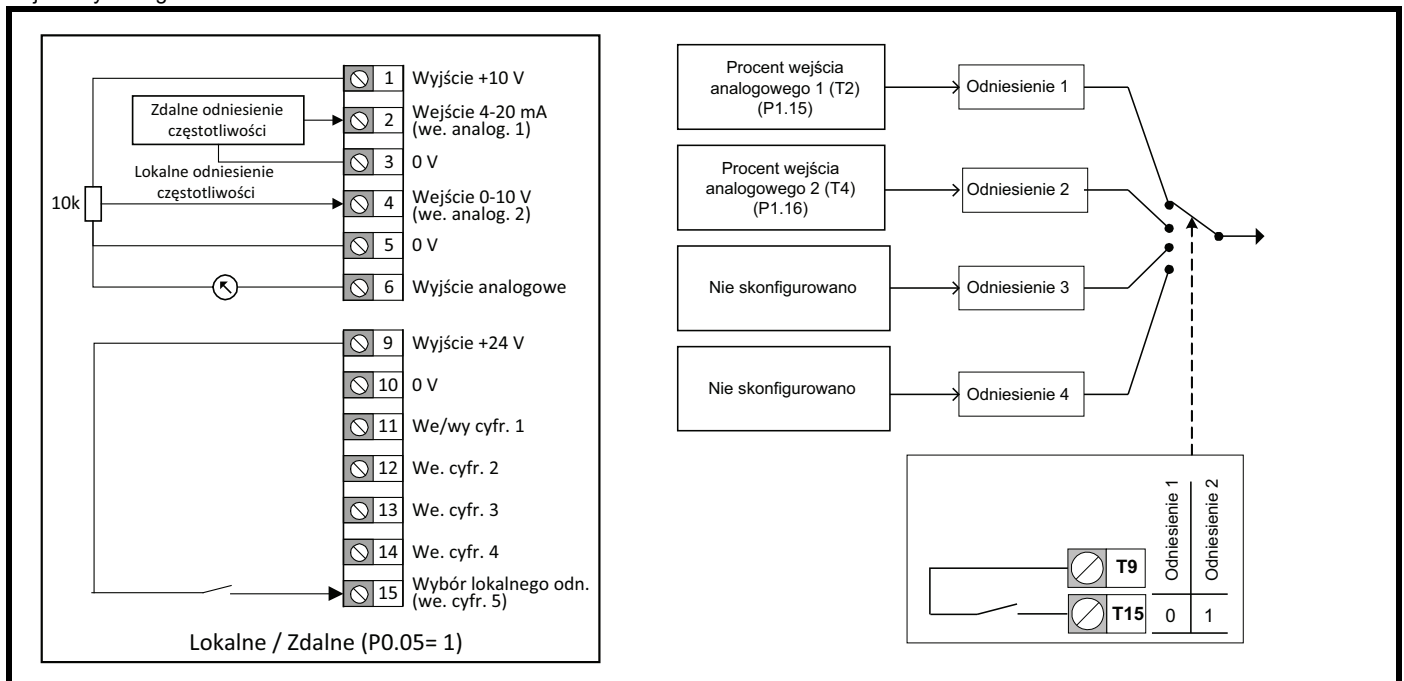 1 Wyjście +10 V
Zdalne odniesienie
częstotliwości
2 Wejście 4-20 mA
(we. analog. 1)
3 0 V
Lokalne odniesienie
częstotliwości
10k
4 Wejście 0-10 V
(we. analog. 2)
5 0 V
6 Wyjście analogowe
9 Wyjście +24 V
10 0 V
11 We/wy cyfr. 1
12 We. cyfr. 2
13 We. cyfr. 3
14 We. cyfr. 4
15 Wybór lokalnego odn.
(we. cyfr. 5)
Lokalne / Zdalne (P0.05= 1)
Procent wejścia
analogowego 1 (T2)
(P1.15)
Odniesienie 1
Procent wejścia
analogowego 2 (T4)
(P1.16)
Odniesienie 2
Nie skonfigurowano
Odniesienie 3
Nie skonfigurowano
Odniesienie 4
Odniesienie 1
Odniesienie 2
T9
T15 0 1